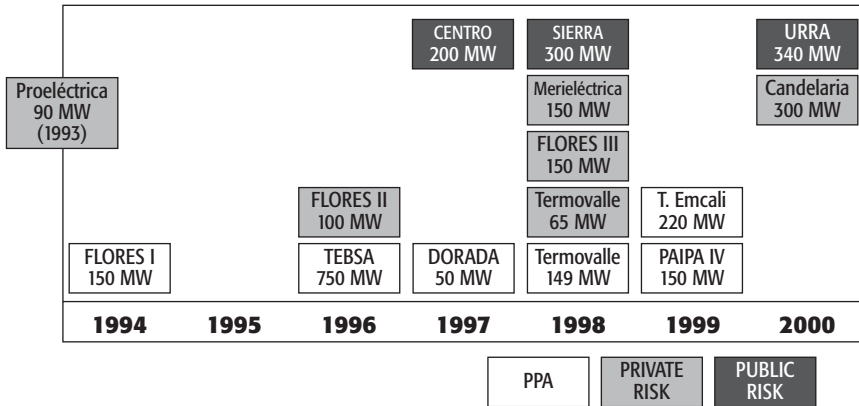 CENTRO
200 MW
SIERRA
300 MW
URRA
340 MW
Proeléctrica
90 MW
(1993)
Merieléctrica
150 MW
Candelaria
300 MW
FLORES III
150 MW
FLORES II
100 MW
Termovalle
65 MW
T. Emcali
220 MW
FLORES I
150 MW
TEBSA
750 MW
DORADA
50 MW
Termovalle
149 MW
PAIPA IV
150 MW
1994 1995 1996 1997 1998 1999 2000
PPA
PRIVATE
RISK
PUBLIC
RISK